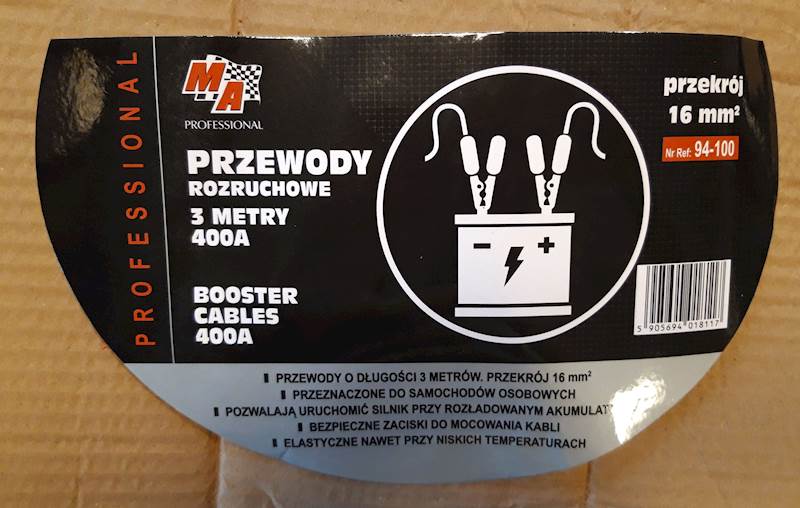 PROFESSIONAL
MA
PROFESSIONAL
PRZEWODY
ROZRUCHOWE
3 METRY
400A
BOOSTER
CABLES
400A
- +
przekrój
16 mm²
Nr Ref: 94-100
5 905694 018117
PRZEWODY O DŁUGOŚCI 3 METRÓW. PRZEKRÓJ 16 mm²
PRZEZNACZONE DO SAMOCHODÓW OSOBOWYCH
POZWALAJĄ URUCHOMIĆ SILNIK PRZY ROZŁADOWANYM AKUMULAT
BEZPIECZNE ZACISKI DO MOCOWANIA KABLI
ELASTYCZNE NAWET PRZY NISKICH TEMPERATURACH